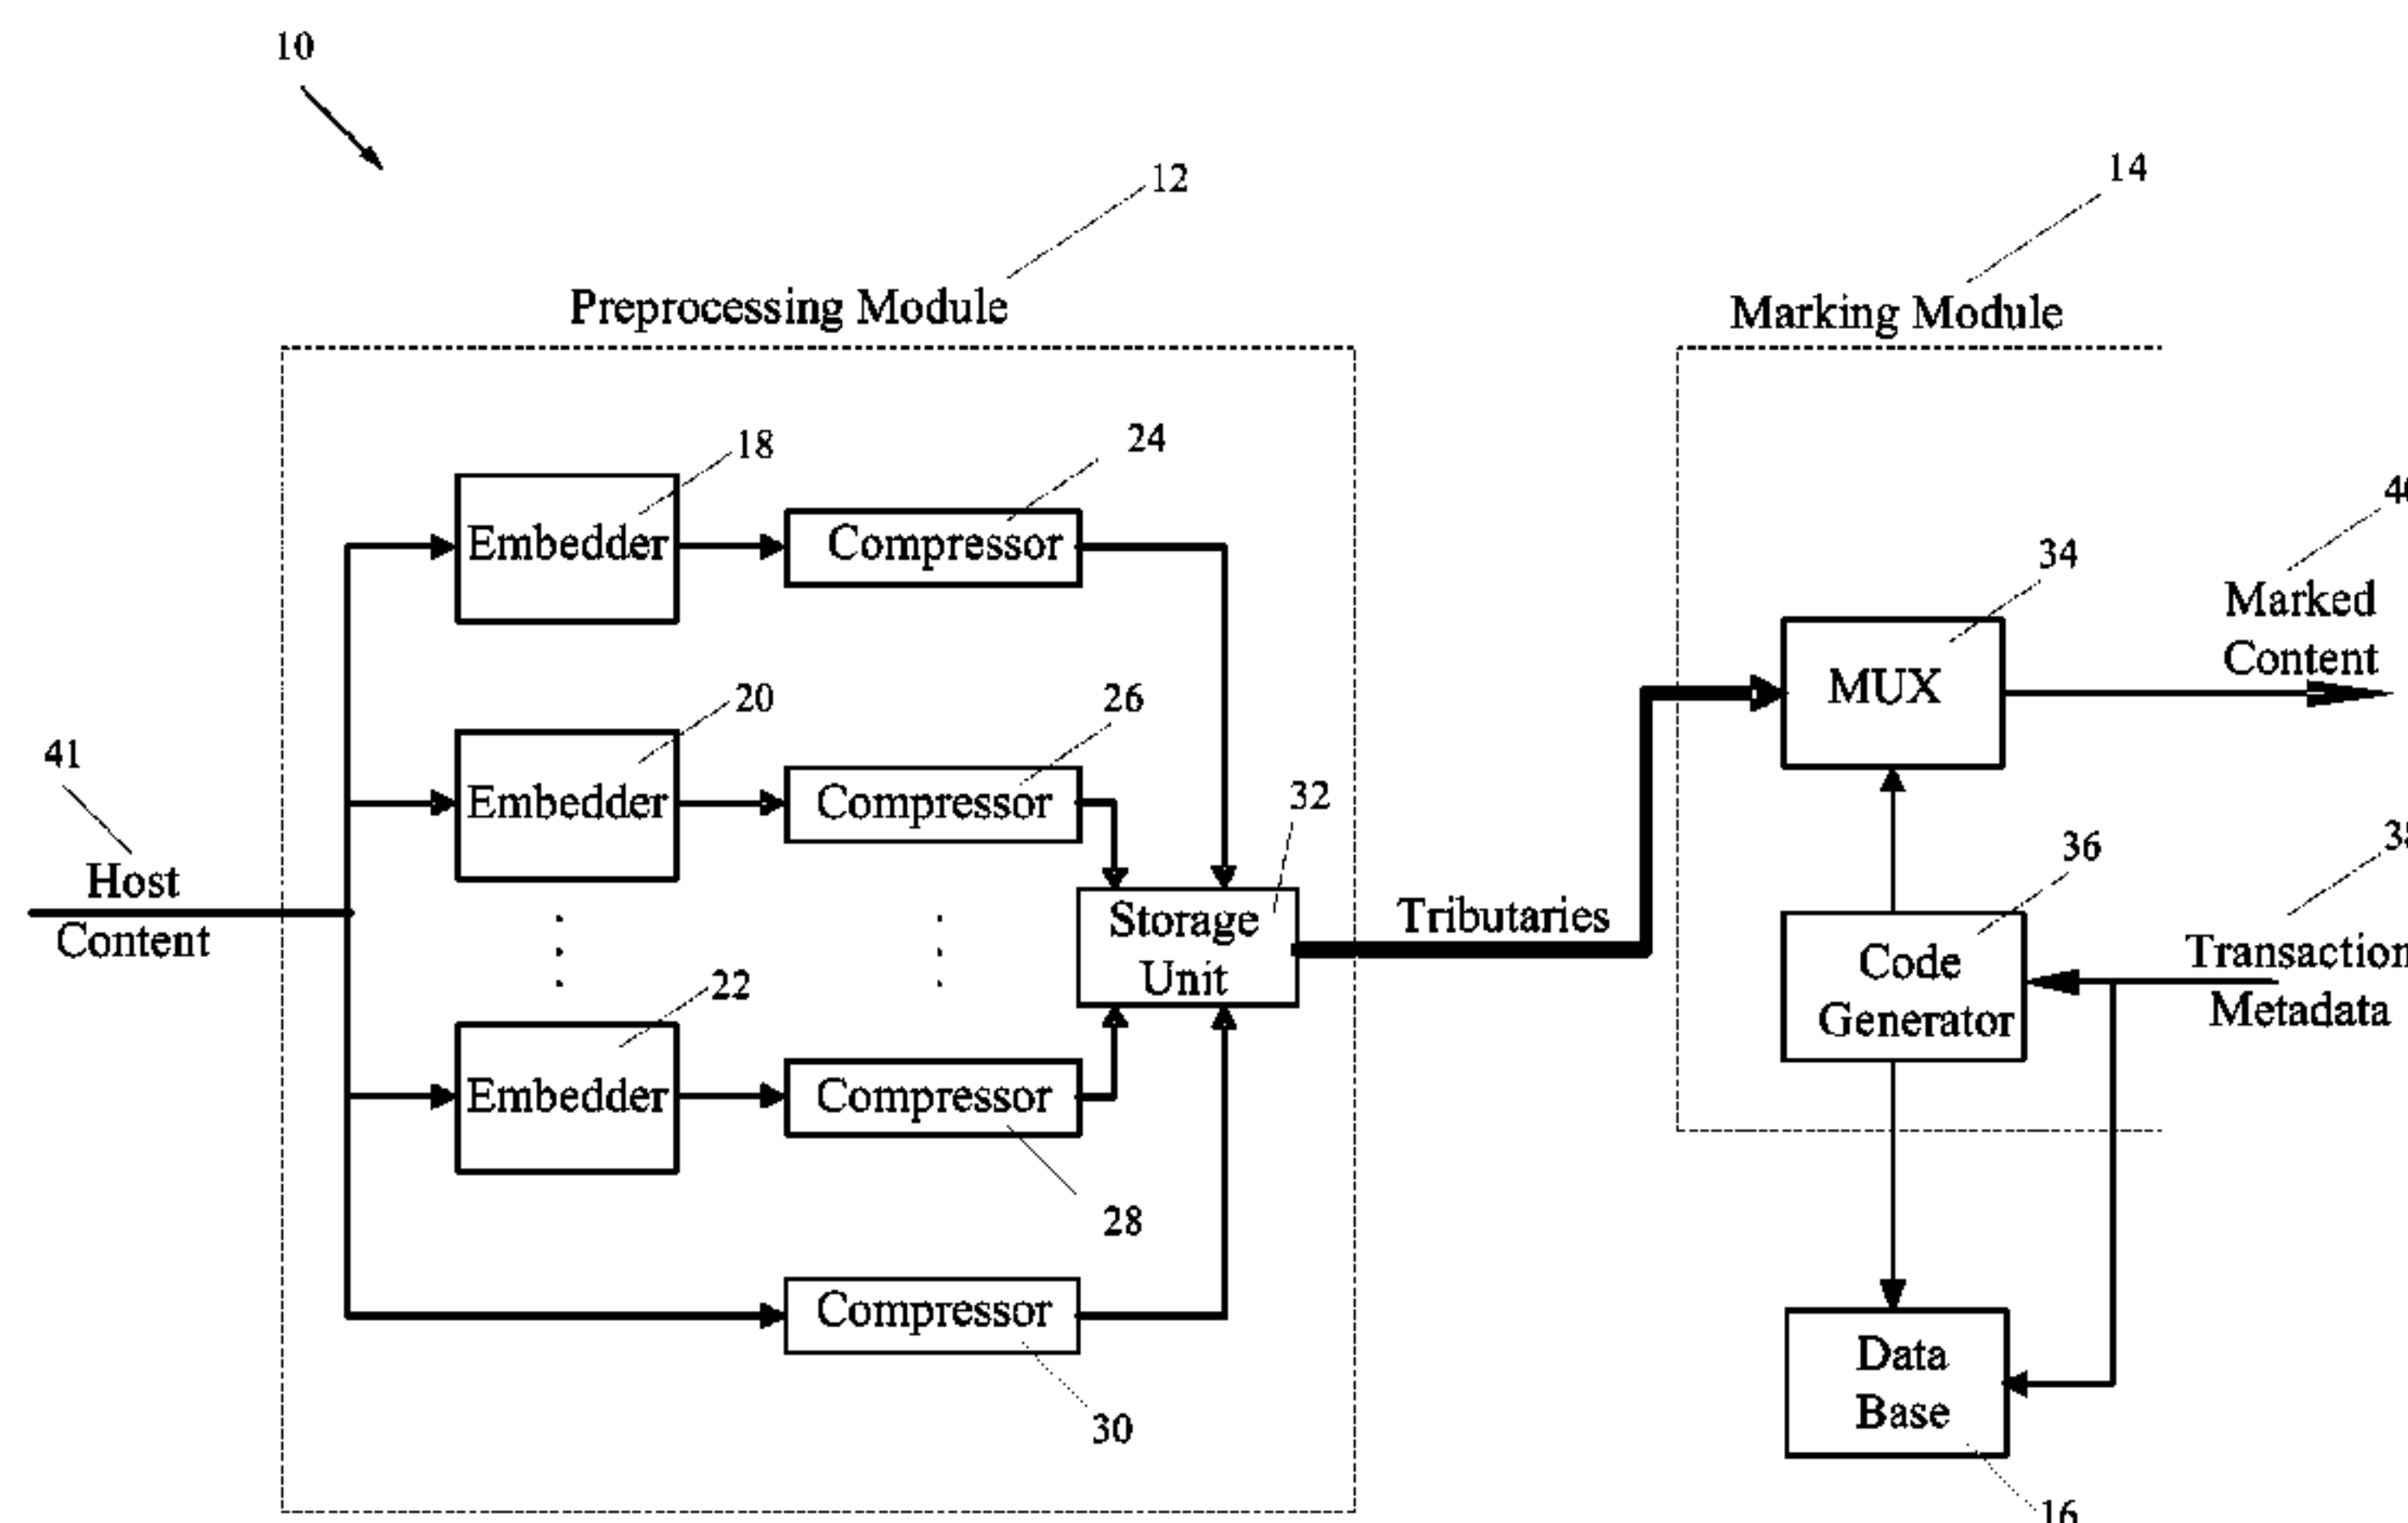 10
12
14
Preprocessing Module
Marking Module
18
24
Embedder
Compressor
34
Marked
Content
MUX
20
26
Embedder
Compressor
41
Host
Content
32
Storage
Unit
Tributaries
36
Code
Generator
Transaction
Metadata
22
Embedder
Compressor
28
Compressor
30
Data
Base
16